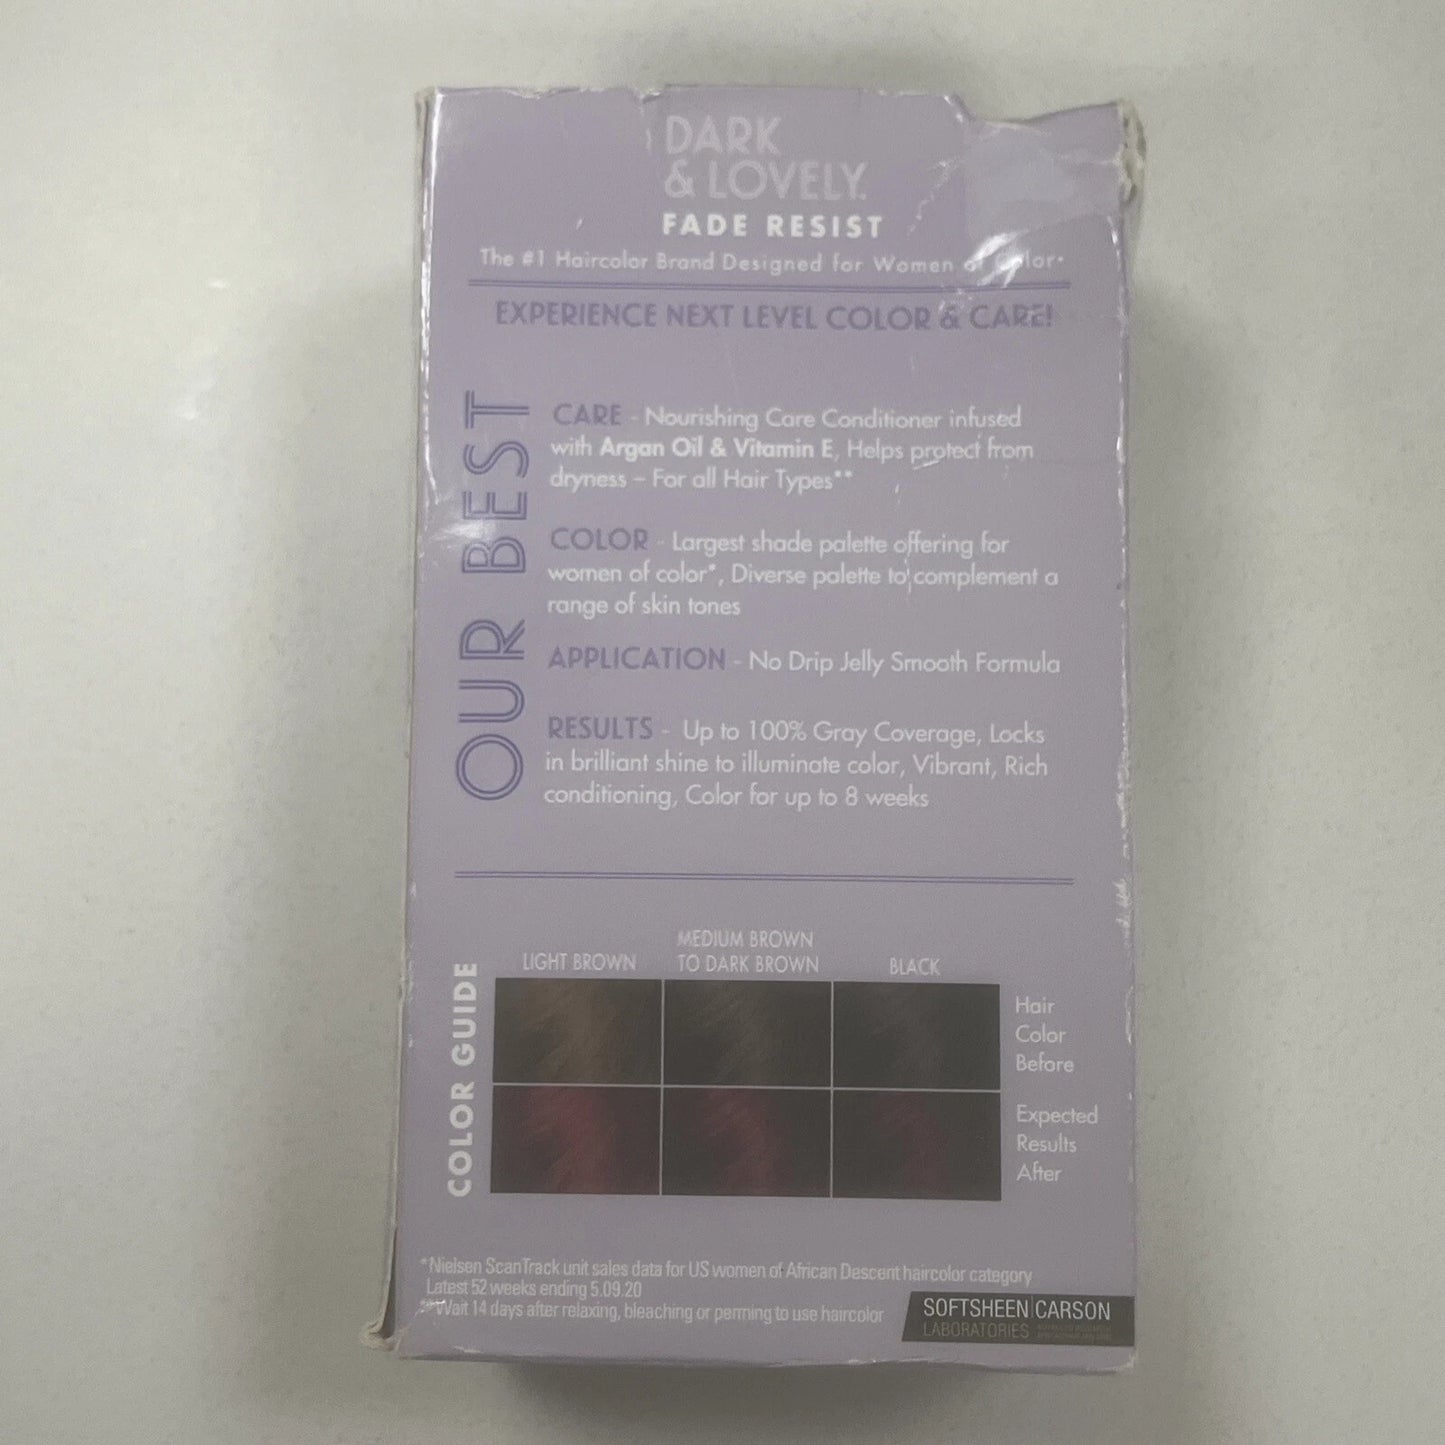 DARK
& LOVELY.
FADE RESIST
The #1 Haircolor Brand Designed for Women of Color*
EXPERIENCE NEXT LEVEL COLOR & CARE!
OUR BEST
CARE - Nourishing Care Conditioner infused
with Argan Oil & Vitamin E, Helps protect from
dryness – For all Hair Types**
COLOR - Largest shade palette offering for
women of color*, Diverse palette to complement a
range of skin tones
APPLICATION - No Drip Jelly Smooth Formula
RESULTS - Up to 100% Gray Coverage, Locks
in brilliant shine to illuminate color, Vibrant, Rich
conditioning, Color for up to 8 weeks
COLOR GUIDE
LIGHT BROWN
MEDIUM BROWN
TO DARK BROWN
BLACK
Hair
Color
Before
Expected
Results
After
*Nielsen ScanTrack unit sales data for US women of African Descent haircolor category
Latest 52 weeks ending 5.09.20
**Wait 14 days after relaxing, bleaching or perming to use haircolor
SOFTSHEEN CARSON
LABORATORIES